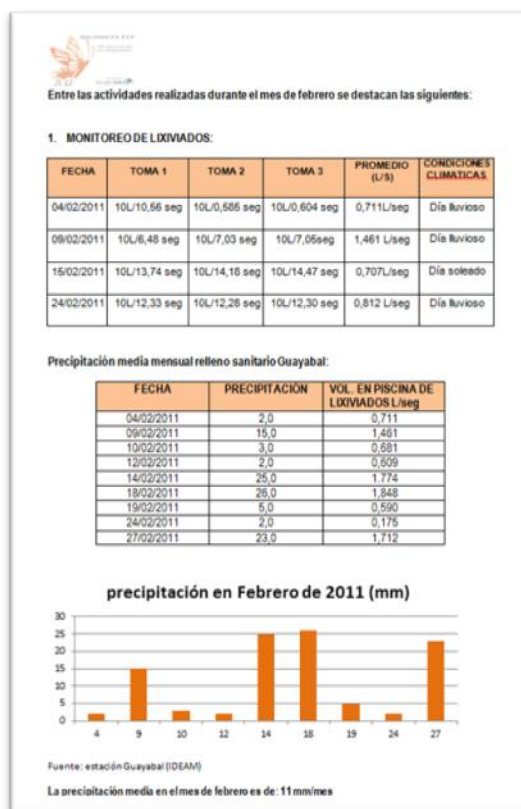 Entre las actividades realizadas durante el mes de febrero se destacan las siguientes:
1. MONITOREO DE LIXIVIADOS:
FECHA TOMA 1 TOMA 2 TOMA 3 PROMEDIO (L/S) CONDICIONES CLIMATICAS
04/02/2011 10L/10,56 seg 10L/0,585 seg 10L/0,604 seg 0,711L/seg Día lluvioso
09/02/2011 10L/6,48 seg 10L/7,03 seg 10L/7,05seg 1,461 L/seg Día lluvioso
15/02/2011 10L/13,74 seg 10L/14,18 seg 10L/14,47 seg 0,707L/seg Día soleado
24/02/2011 10L/12,33 seg 10L/12,28 seg 10L/12,30 seg 0,812 L/seg Día lluvioso
Precipitación media mensual relleno sanitario Guayabal:
FECHA PRECIPITACIÓN VOL. EN PISCINA DE LIXIVIADOS L/seg
04/02/2011 2,0 0,711
09/02/2011 15,0 1,461
10/02/2011 3,0 0,681
12/02/2011 2,0 0,609
14/02/2011 25,0 1.774
18/02/2011 26,0 1,848
19/02/2011 5,0 0,590
24/02/2011 2,0 0,175
27/02/2011 23,0 1,712
precipitación en Febrero de 2011 (mm)
30
25
20
15
10
5
0
4 9 10 12 14 18 19 24 27
Fuente: estación Guayabal (IDEAM)
La precipitación media en el mes de febrero es de: 11 mm/mes